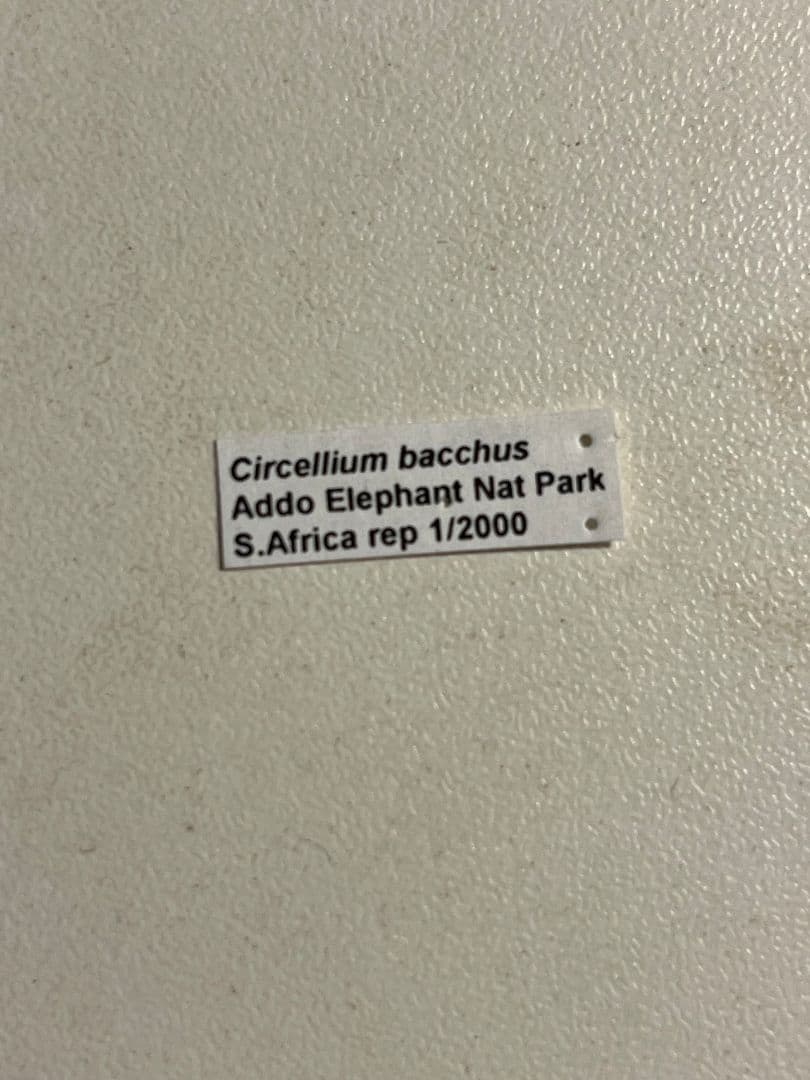 Circellium bacchus
Addo Elephant Nat Park
S.Africa rep 1/2000